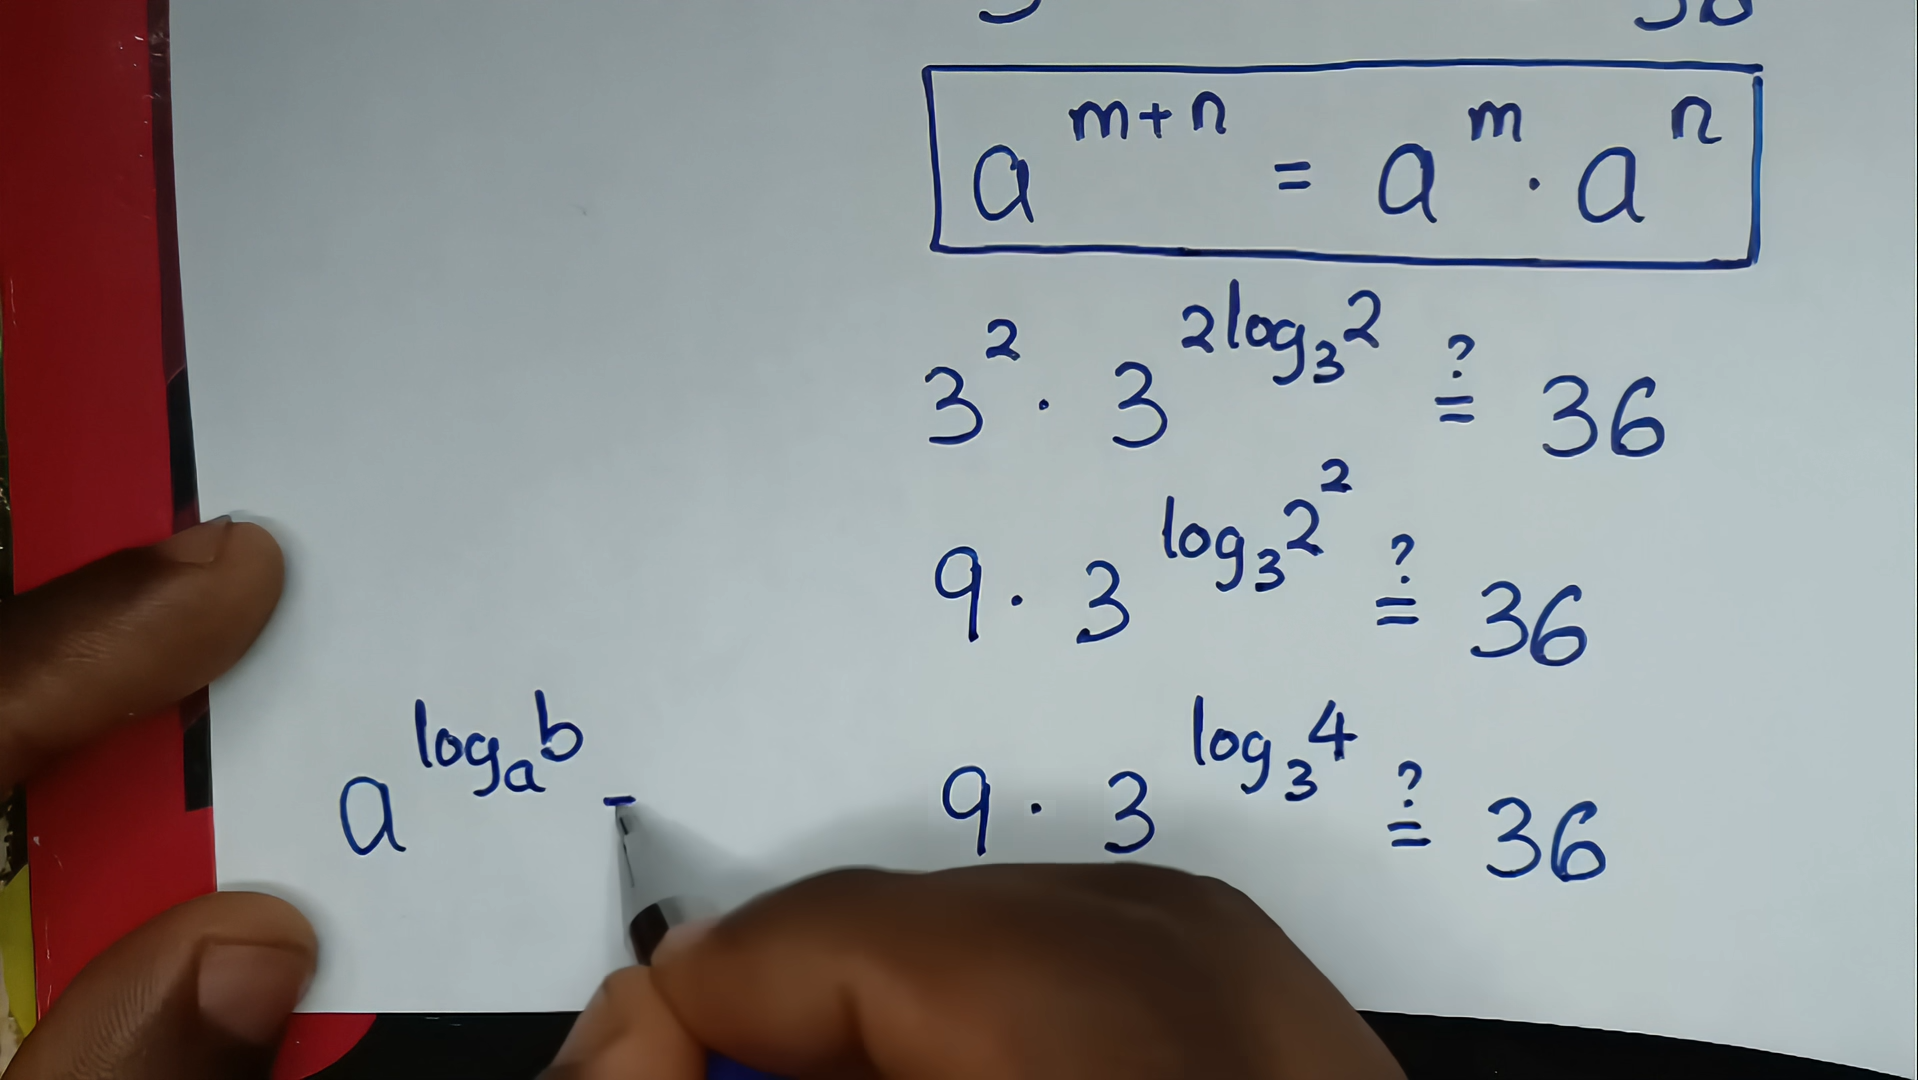 a^{m+n} = a^m · a^n
3^2 · 3^{2log_3 2} ?= 36
9 · 3^{log_3 2^2} ?= 36
9 · 3^{log_3 4} ?= 36
a^{log_a b} -